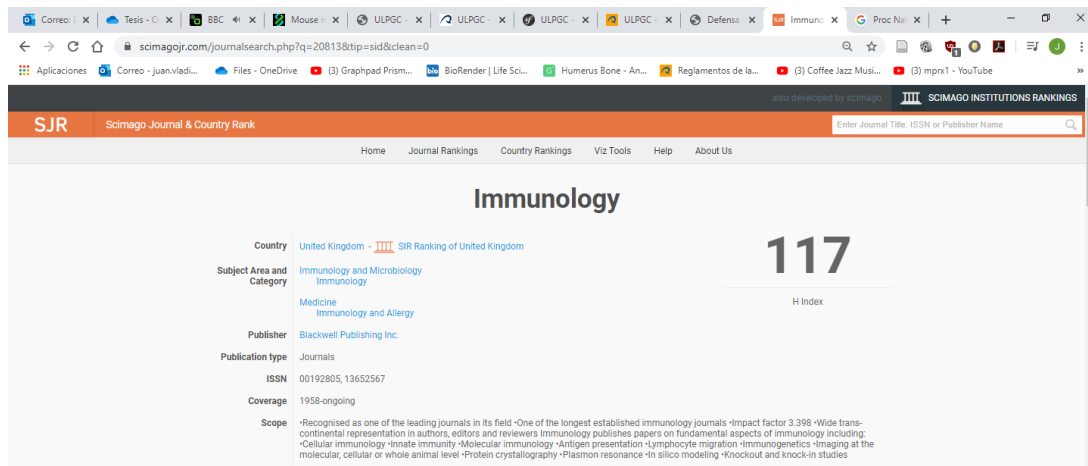 Correo: E
Tesis - O
BBC
Mouse n
ULPGC -
ULPGC -
ULPGC -
ULPGC -
Defensa
Immuno
Proc Nat
scimagojr.com/journalsearch.php?q=20813&tip=sid&clean=0
Aplicaciones Correo - juan.vladi... Files - OneDrive (3) Graphpad Prism... bio BioRender | Life Sci... Humerus Bone - An... Reglamentos de la... (3) Coffee Jazz Musi... (3) mprx1 - YouTube »
also developed by scimago: SCIMAGO INSTITUTIONS RANKINGS
SJR Scimago Journal & Country Rank Enter Journal Title, ISSN or Publisher Name
Home Journal Rankings Country Rankings Viz Tools Help About Us
Immunology
Country United Kingdom - SIR Ranking of United Kingdom
117
H Index
Subject Area and Category
Immunology and Microbiology
Immunology
Medicine
Immunology and Allergy
Publisher Blackwell Publishing Inc.
Publication type Journals
ISSN 00192805, 13652567
Coverage 1958-ongoing
Scope •Recognised as one of the leading journals in its field •One of the longest established immunology journals •Impact factor 3.398 •Wide trans-
continental representation in authors, editors and reviewers Immunology publishes papers on fundamental aspects of immunology including:
•Cellular immunology •Innate immunity •Molecular immunology •Antigen presentation •Lymphocyte migration •Immunogenetics •Imaging at the
molecular, cellular or whole animal level •Protein crystallography •Plasmon resonance •In silico modeling •Knockout and knock-in studies